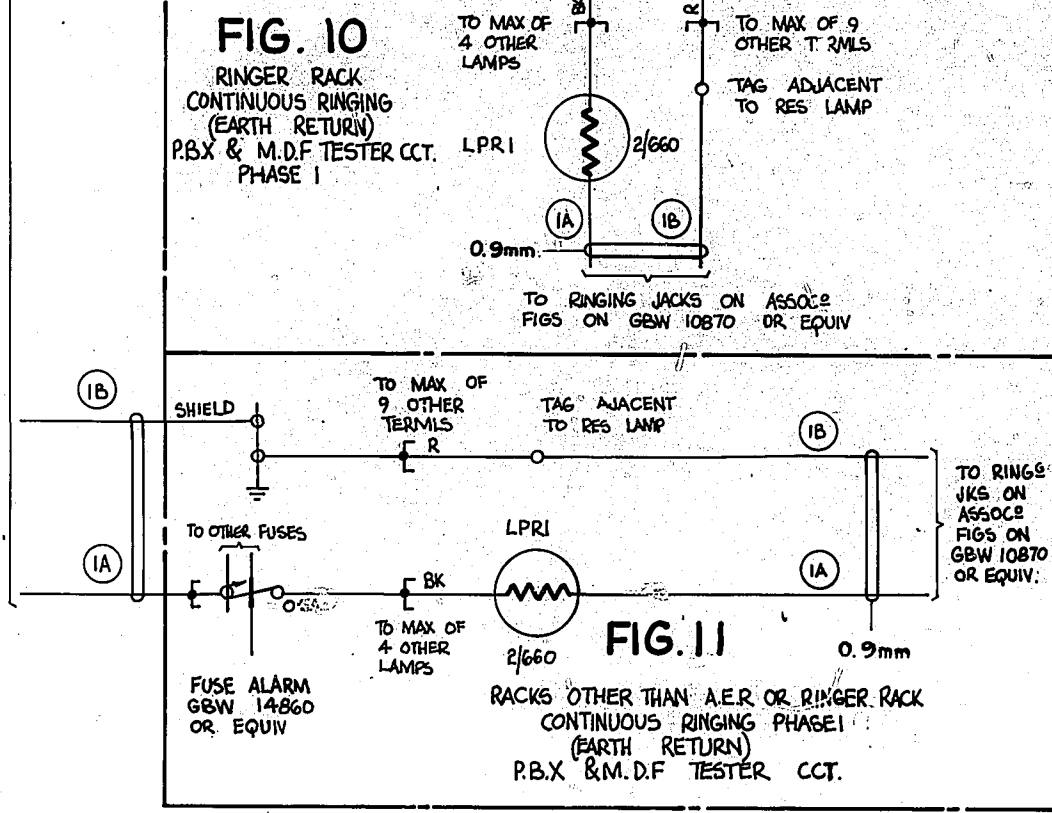 FIG. 10
RINGER RACK
CONTINUOUS RINGING
(EARTH RETURN)
P.B.X & M.D.F TESTER CCT.
PHASE 1
TO MAX OF
4 OTHER
LAMPS
R
TO MAX OF 9
OTHER T RMLS
TAG ADJACENT
TO RES LAMP
LPR1
2/660
1A
1B
0.9mm
TO RINGING JACKS ON ASSOCD
FIGS ON GBW 10870 OR EQUIV
1B
SHIELD
TO MAX OF
9 OTHER
TERMLS
R
TAG AJACENT
TO RES LAMP
1B
TO RINGG
JKS ON
ASSOCD
FIGS ON
GBW 10870
OR EQUIV.
TO OTHER FUSES
1A
BK
LPR1
1A
TO MAX OF
4 OTHER
LAMPS
2/660
0.9mm
FUSE ALARM
GBW 14860
OR EQUIV
FIG. 11
RACKS OTHER THAN A.E.R OR RINGER RACK
CONTINUOUS RINGING PHASE 1
(EARTH RETURN)
P.B.X & M.D.F TESTER CCT.